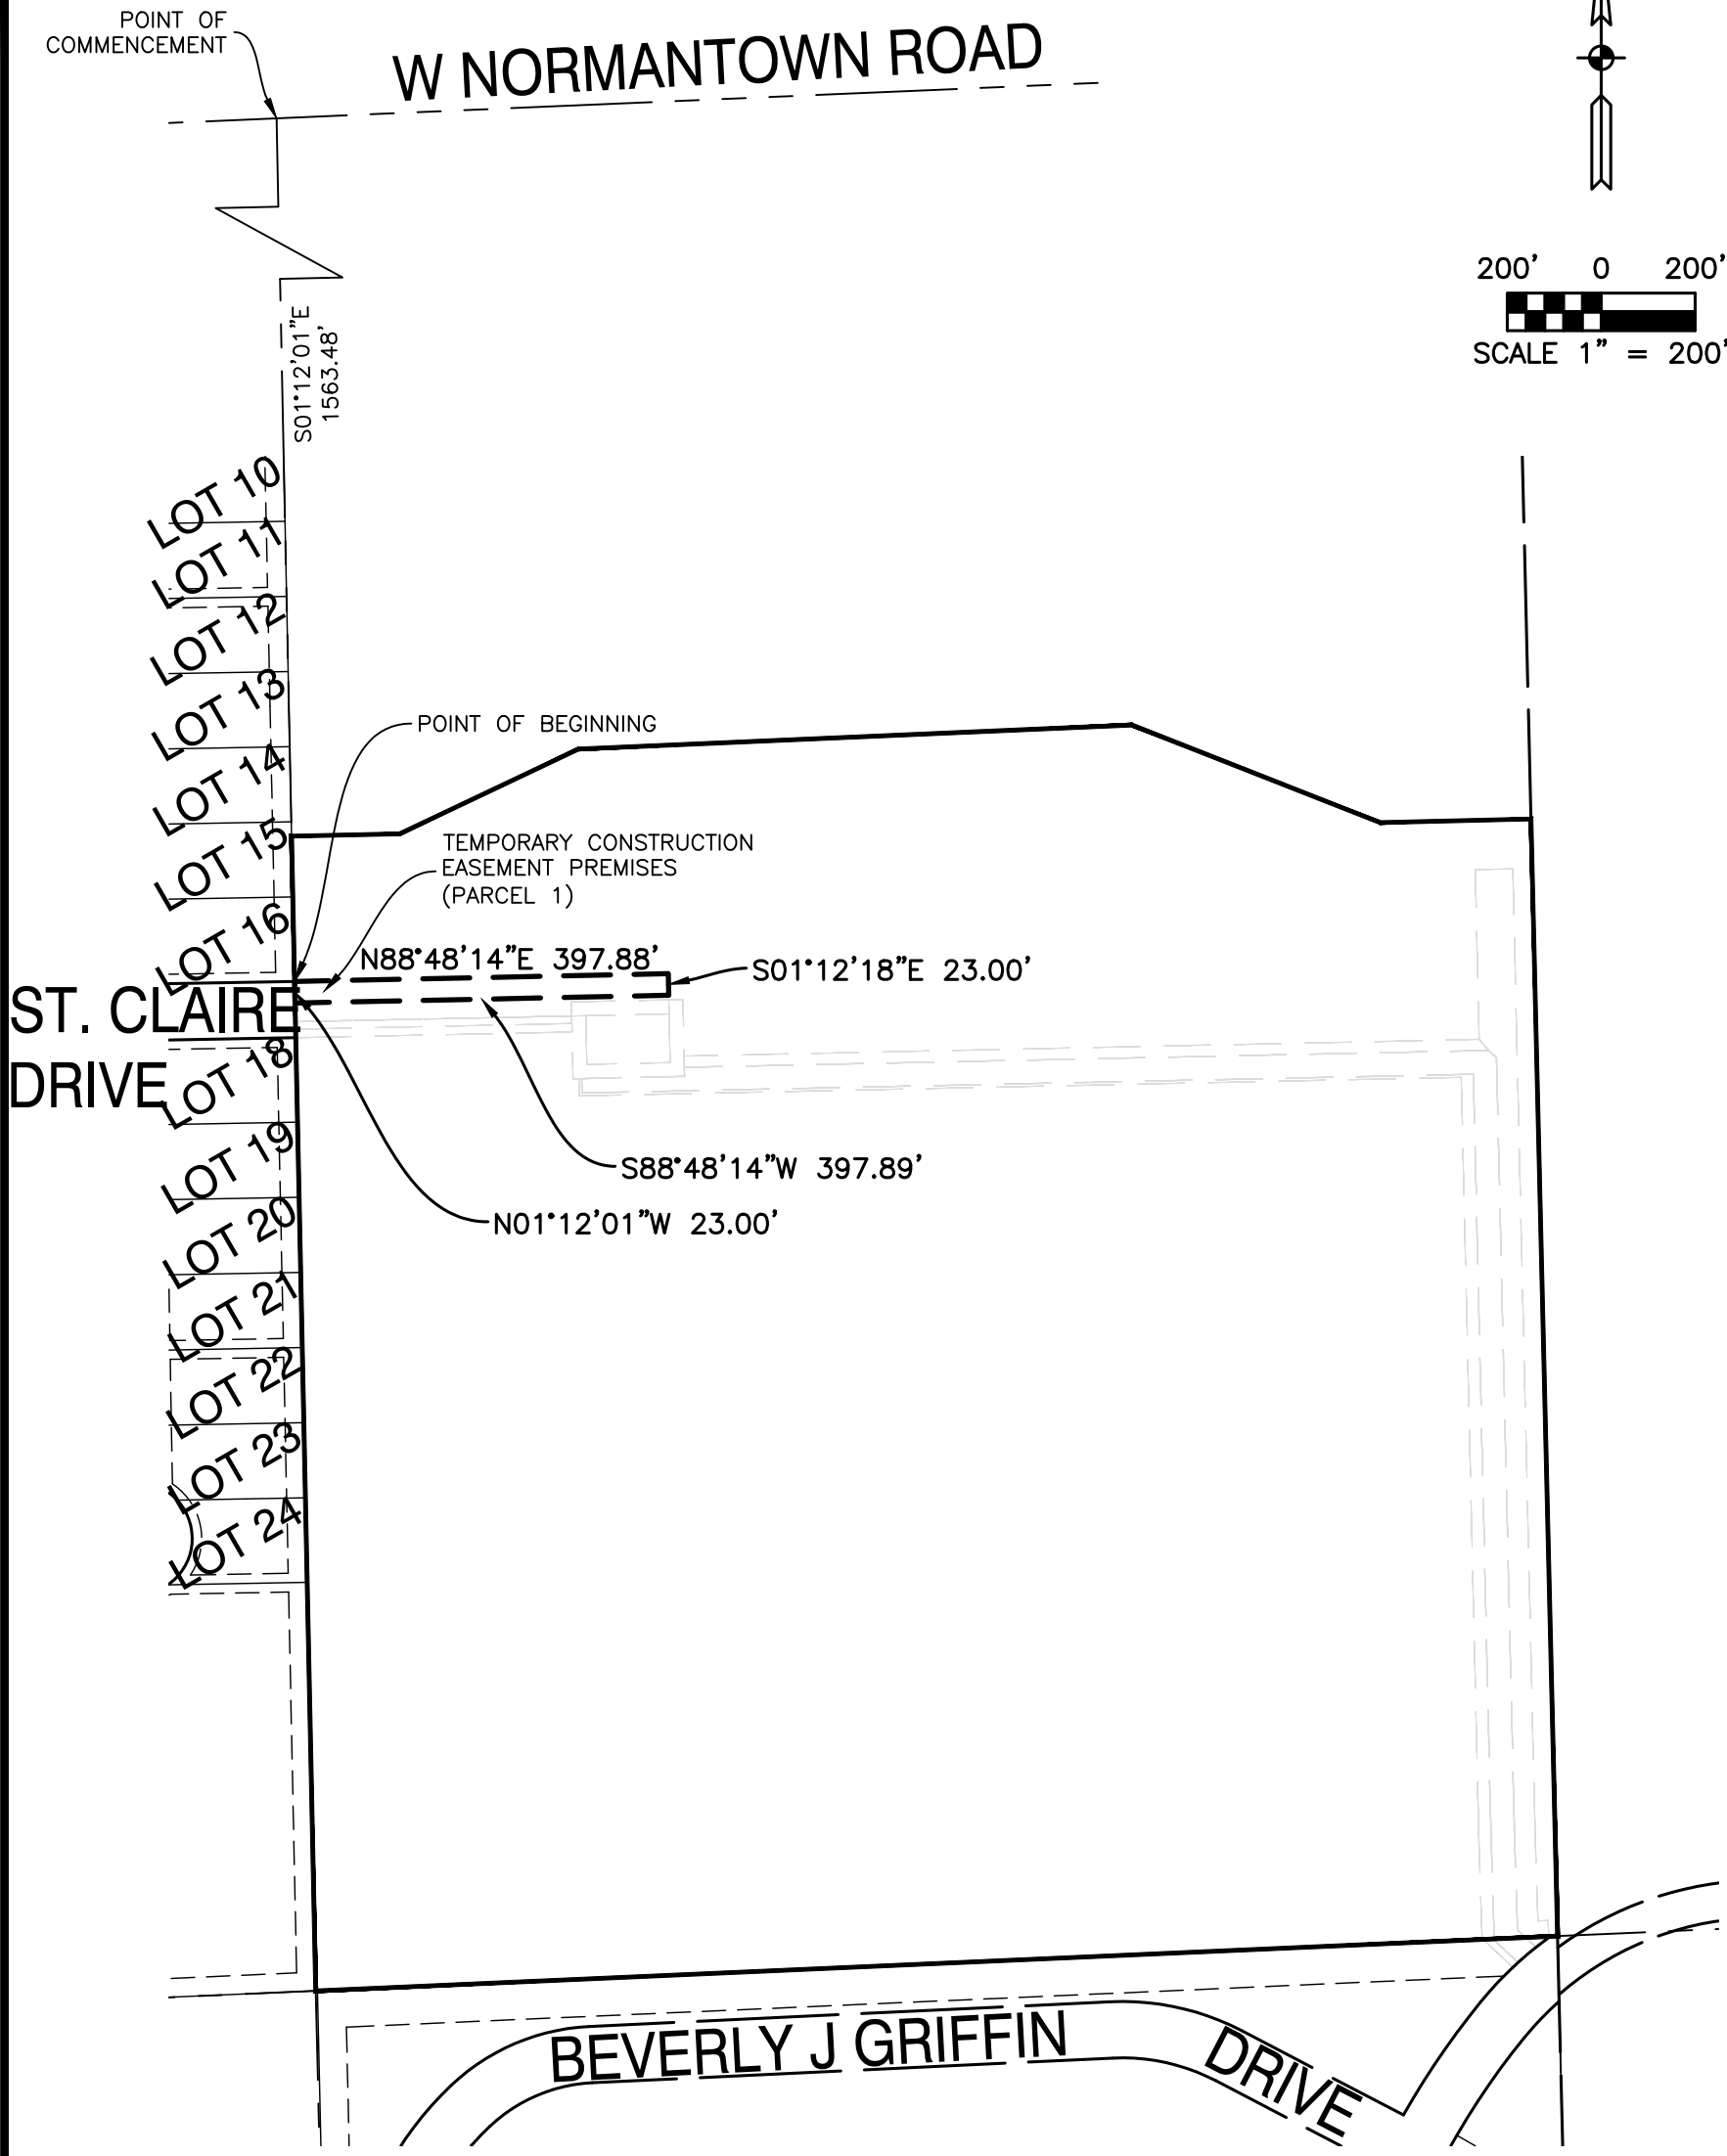 POINT OF
COMMENCEMENT
W NORMANTOWN ROAD
200' 0 200'
SCALE 1" = 200'
S01°12'01"E
1563.48'
LOT 10
LOT 11
LOT 12
LOT 13
POINT OF BEGINNING
LOT 14
LOT 15
TEMPORARY CONSTRUCTION
EASEMENT PREMISES
(PARCEL 1)
LOT 16
N88°48'14"E 397.88'
S01°12'18"E 23.00'
ST. CLAIRE
DRIVE
LOT 18
LOT 19
S88°48'14"W 397.89'
N01°12'01"W 23.00'
LOT 20
LOT 21
LOT 22
LOT 23
LOT 24
BEVERLY J GRIFFIN
DRIVE